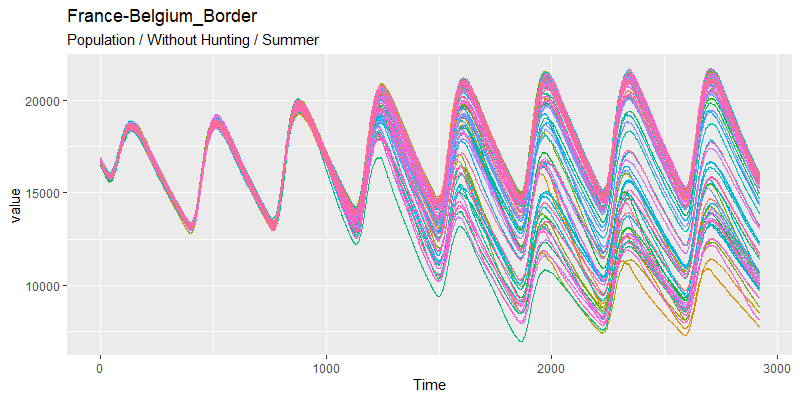 France-Belgium_Border
Population / Without Hunting / Summer
20000
15000
10000
value
0
1000
2000
3000
Time